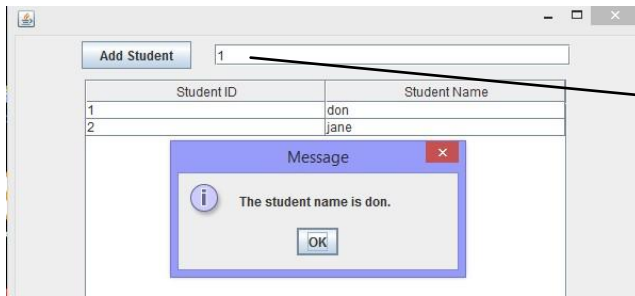 Add Student 1
Student ID Student Name
1 don
2 jane
Message
The student name is don.
OK